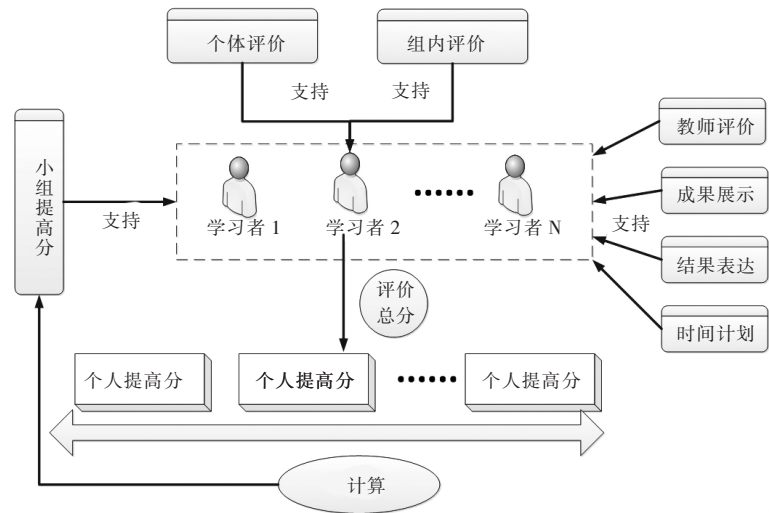 个体评价
组内评价
支持
支持
教师评价
小组提高分
成果展示
支持
学习者 1
学习者 2
学习者 N
支持
结果表达
评价
总分
时间计划
个人提高分
个人提高分
个人提高分
计算